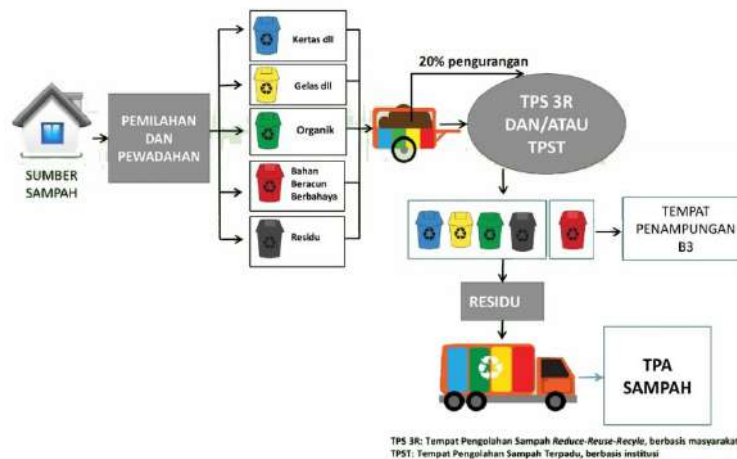 SUMBER
SAMPAH
PEMILAHAN
DAN
PEWADAHAN
Kertas dll
Gelas dll
Organik
Bahan
Beracun
Berbahaya
Residu
20% pengurangan
TPS 3R
DAN/ATAU
TPST
TEMPAT
PENAMPUNGAN
B3
RESIDU
TPA
SAMPAH
TPS 3R: Tempat Pengolahan Sampah Reduce-Reuse-Recyle, berbasis masyarakat
TPST: Tempat Pengolahan Sampah Terpadu, berbasis institusi